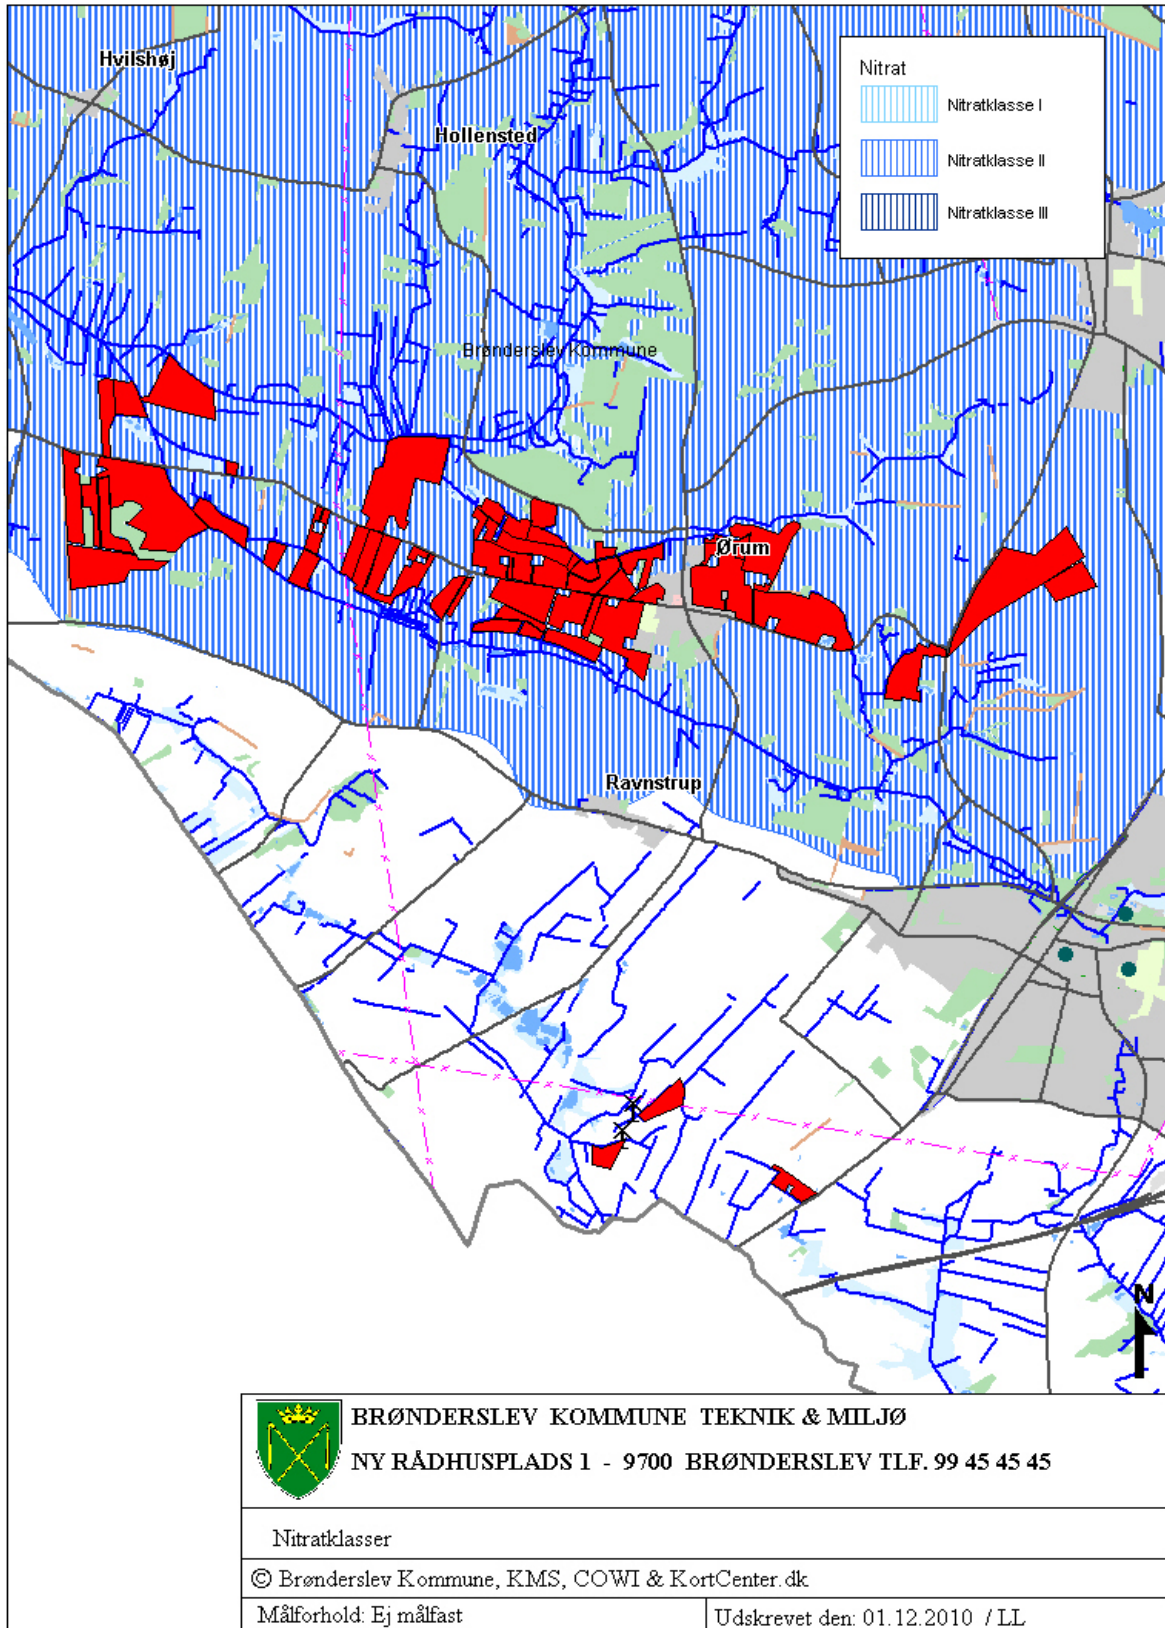 Hvilshøj
Nitrat
Nitratklasse I
Hollensted
Nitratklasse II
Nitratklasse III
Brønderslev Kommune
Ørum
Ravnstrup
N
BRØNDERSLEV KOMMUNE TEKNIK & MILJØ
NY RÅDHUSPLADS 1 - 9700 BRØNDERSLEV TLF. 99 45 45 45
Nitratklasser
© Brønderslev Kommune, KMS, COWI & KortCenter.dk
Målforhold: Ej målfast
Udskrevet den: 01.12.2010 / LL